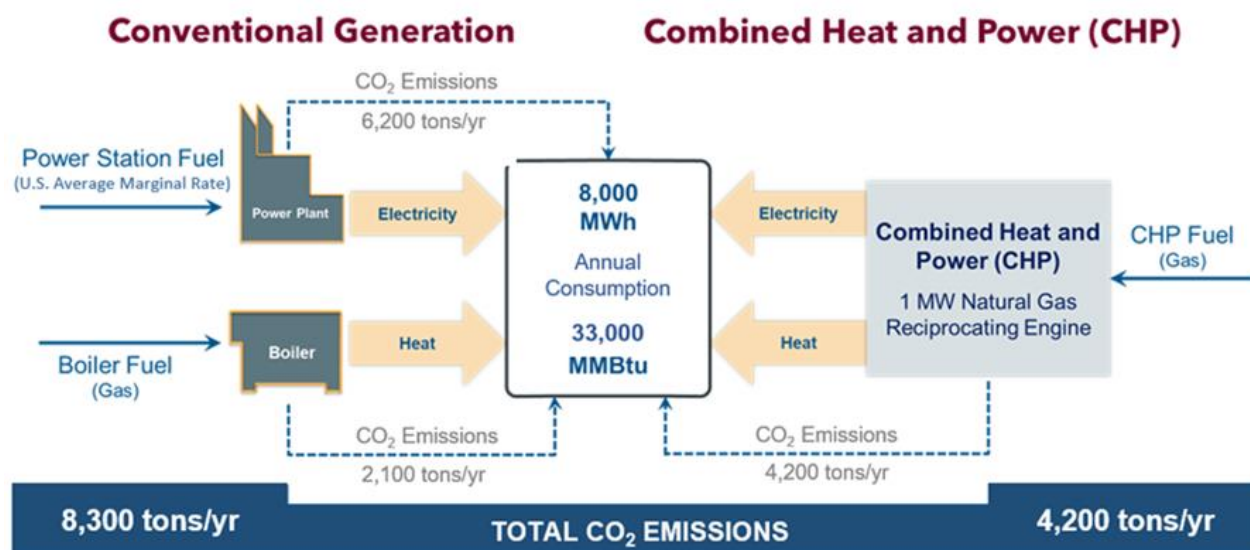 Conventional Generation
Combined Heat and Power (CHP)
CO₂ Emissions
6,200 tons/yr
Power Station Fuel
(U.S. Average Marginal Rate)
Power Plant
Electricity
8,000
MWh
Annual
Consumption
33,000
MMBtu
Electricity
Combined Heat and
Power (CHP)
1 MW Natural Gas
Reciprocating Engine
CHP Fuel
(Gas)
Boiler Fuel
(Gas)
Boiler
Heat
Heat
CO₂ Emissions
2,100 tons/yr
CO₂ Emissions
4,200 tons/yr
8,300 tons/yr
TOTAL CO₂ EMISSIONS
4,200 tons/yr